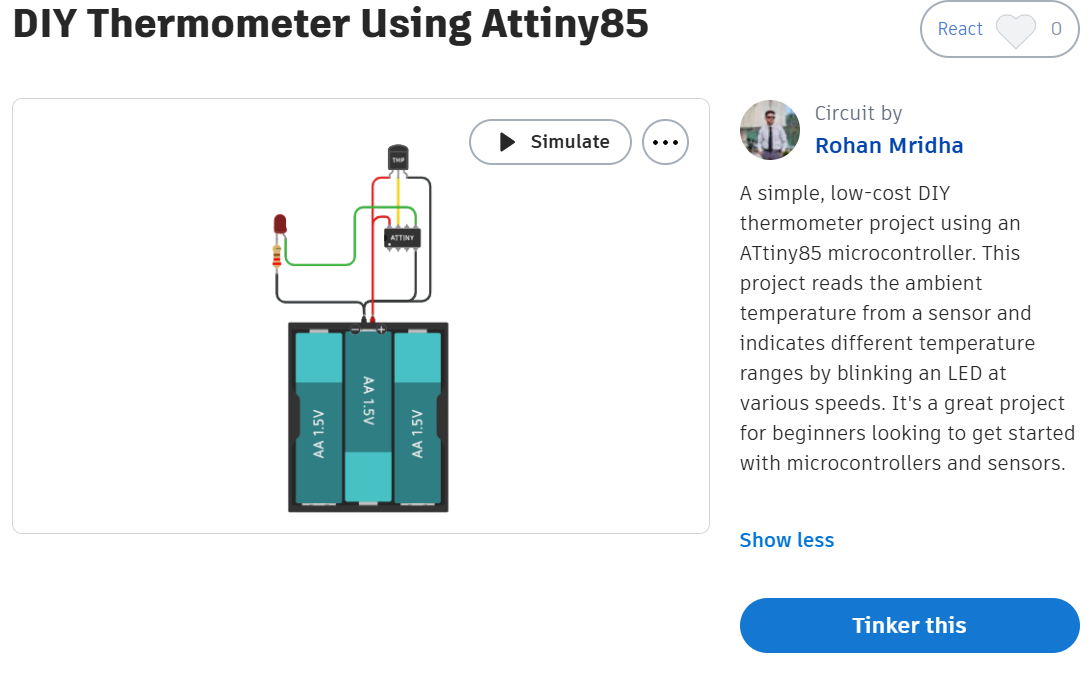 DIY Thermometer Using Attiny85
React 0
Simulate
TMP
ATTINY
AA 1.5V
AA 1.5V
AA 1.5V
Circuit by
Rohan Mridha
A simple, low-cost DIY
thermometer project using an
ATtiny85 microcontroller. This
project reads the ambient
temperature from a sensor and
indicates different temperature
ranges by blinking an LED at
various speeds. It's a great project
for beginners looking to get started
with microcontrollers and sensors.
Show less
Tinker this